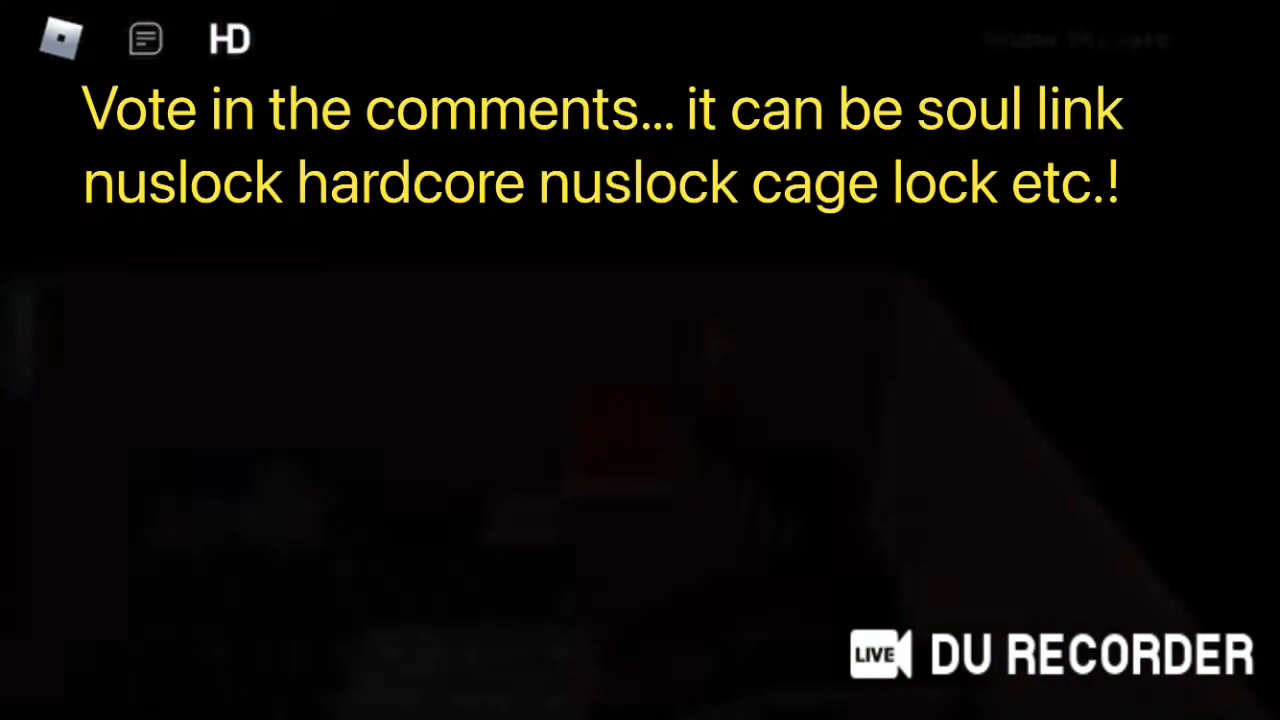 HD
Vote in the comments... it can be soul link
nuslock hardcore nuslock cage lock etc.!
LIVE DU RECORDER